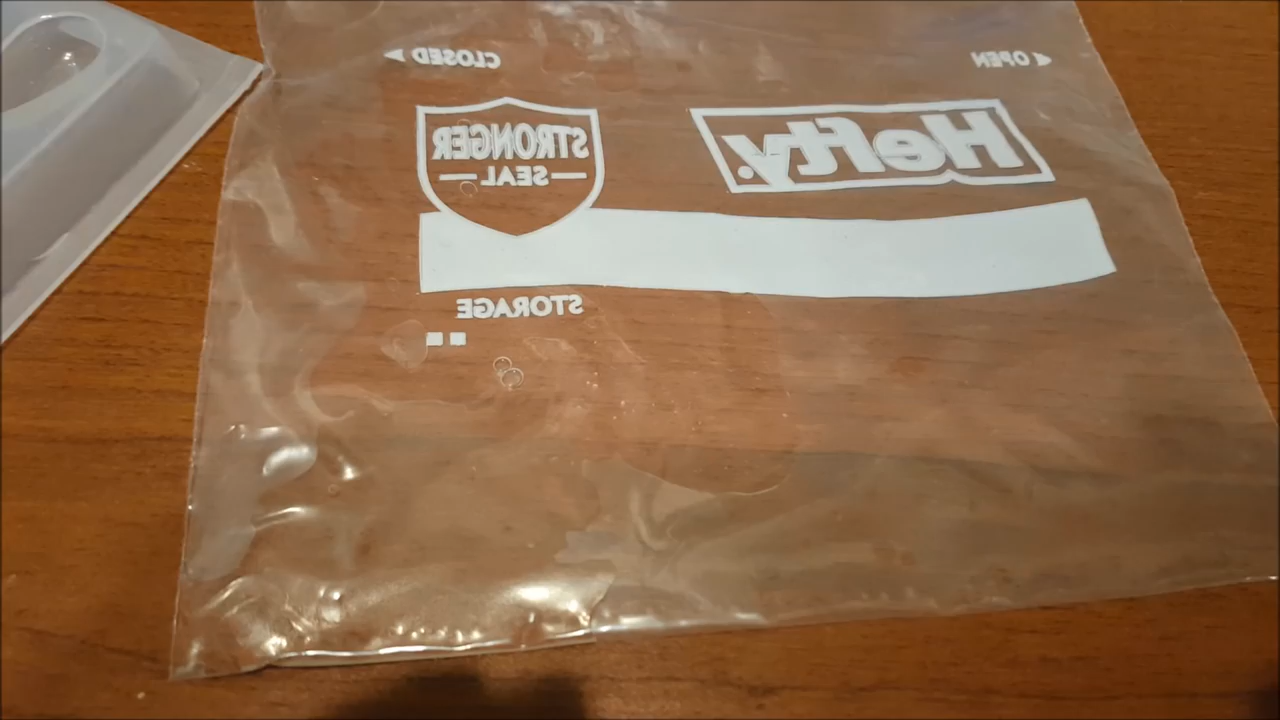 CLOSED OPEN
STRONGER
SEAL
Hefty.
STORAGE